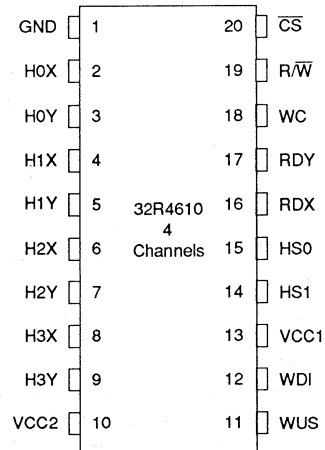 GND 1 20 C̅S̅
H0X 2 19 R/W̅
H0Y 3 18 WC
H1X 4 17 RDY
H1Y 5 32R4610 16 RDX
4
H2X 6 Channels 15 HS0
H2Y 7 14 HS1
H3X 8 13 VCC1
H3Y 9 12 WDI
VCC2 10 11 WUS